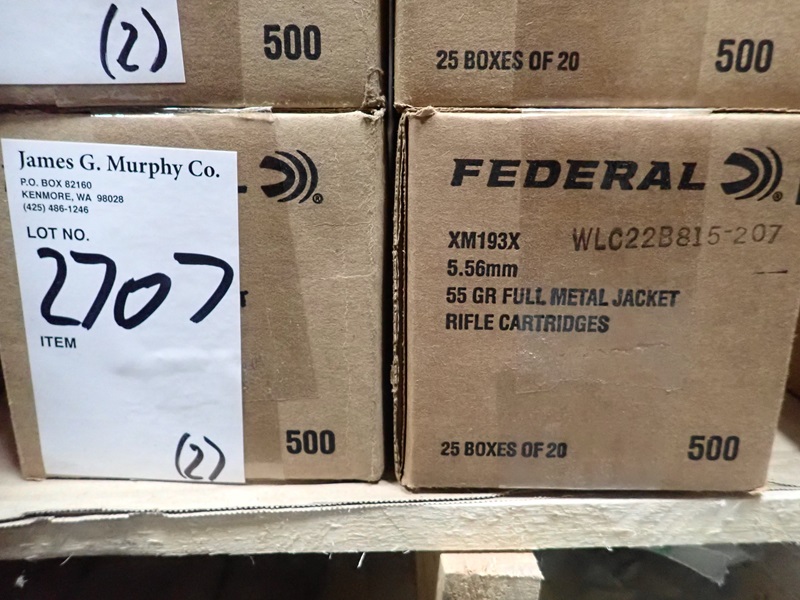 (2)
500
25 BOXES OF 20
500
James G. Murphy Co.
P.O. BOX 82160
KENMORE, WA 98028
(425) 486-1246
LOT NO.
2707
ITEM
(2)
500
FEDERAL
XM193X
WLC22B815-207
5.56mm
55 GR FULL METAL JACKET
RIFLE CARTRIDGES
25 BOXES OF 20
500